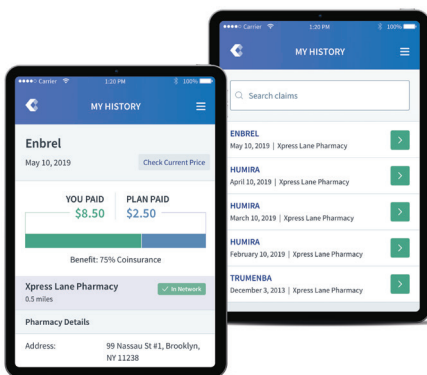 Carrier
1:20 PM
100%
MY HISTORY
Enbrel
May 10, 2019
Check Current Price
YOU PAID
$8.50
PLAN PAID
$2.50
Benefit: 75% Coinsurance
Xpress Lane Pharmacy
0.5 miles
✓ In Network
Pharmacy Details
Address:
99 Nassau St #1, Brooklyn,
NY 11238
Carrier
1:20 PM
100%
MY HISTORY
Search claims
ENBREL
May 10, 2019 | Xpress Lane Pharmacy
HUMIRA
April 10, 2019 | Xpress Lane Pharmacy
HUMIRA
March 10, 2019 | Xpress Lane Pharmacy
HUMIRA
February 10, 2019 | Xpress Lane Pharmacy
TRUMENBA
December 3, 2013 | Xpress Lane Pharmacy